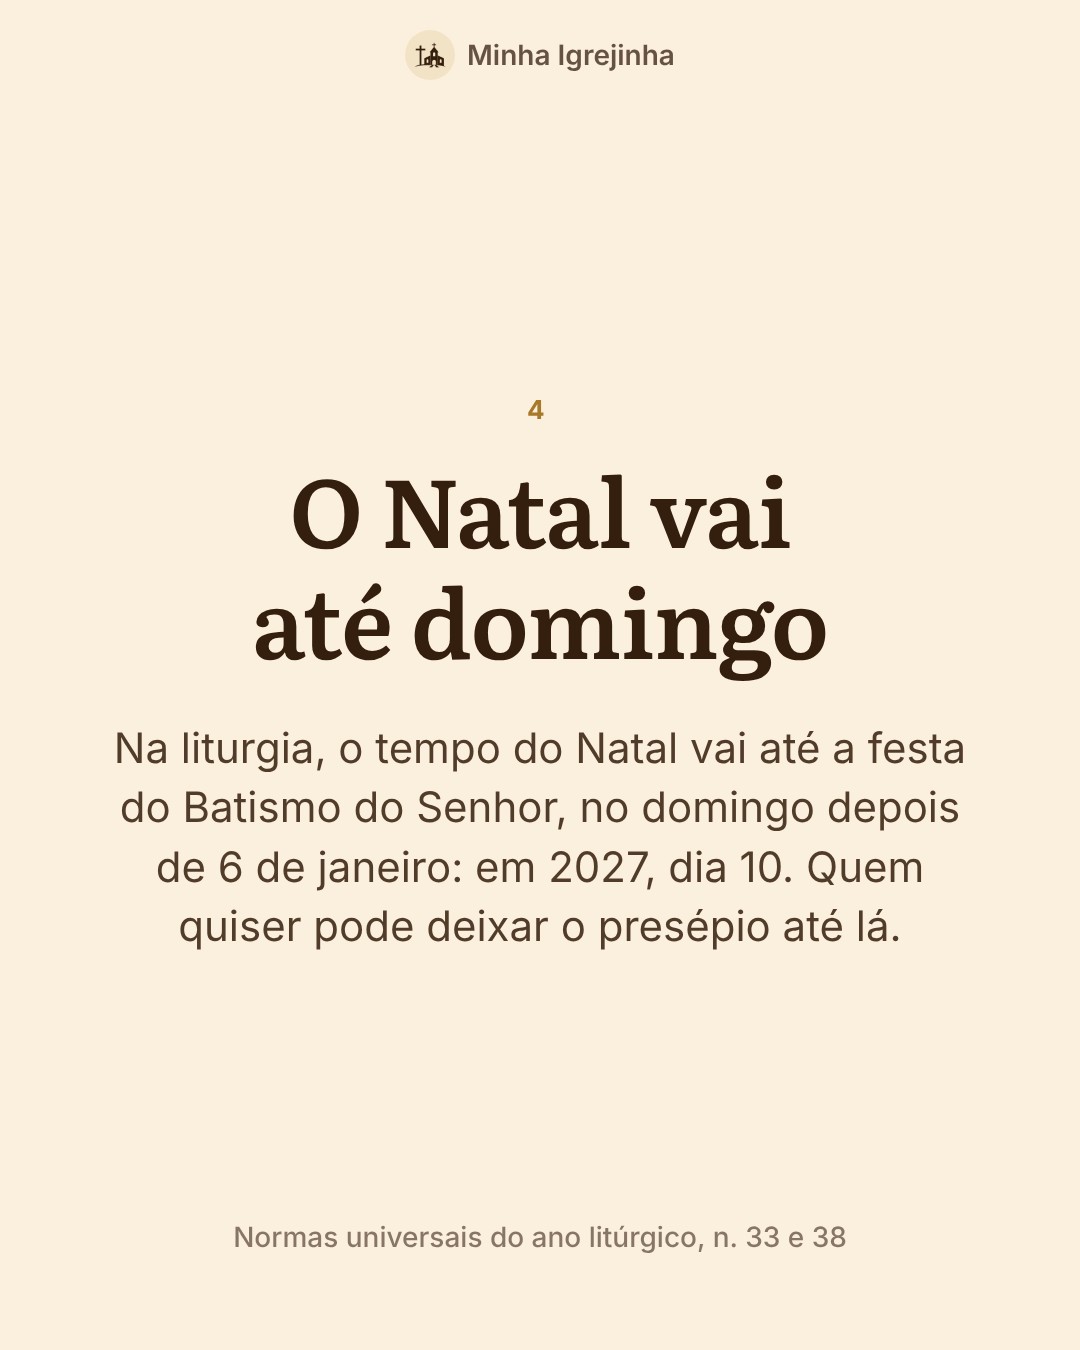 Minha Igrejinha
4
O Natal vai
até domingo
Na liturgia, o tempo do Natal vai até a festa
do Batismo do Senhor, no domingo depois
de 6 de janeiro: em 2027, dia 10. Quem
quiser pode deixar o presépio até lá.
Normas universais do ano litúrgico, n. 33 e 38